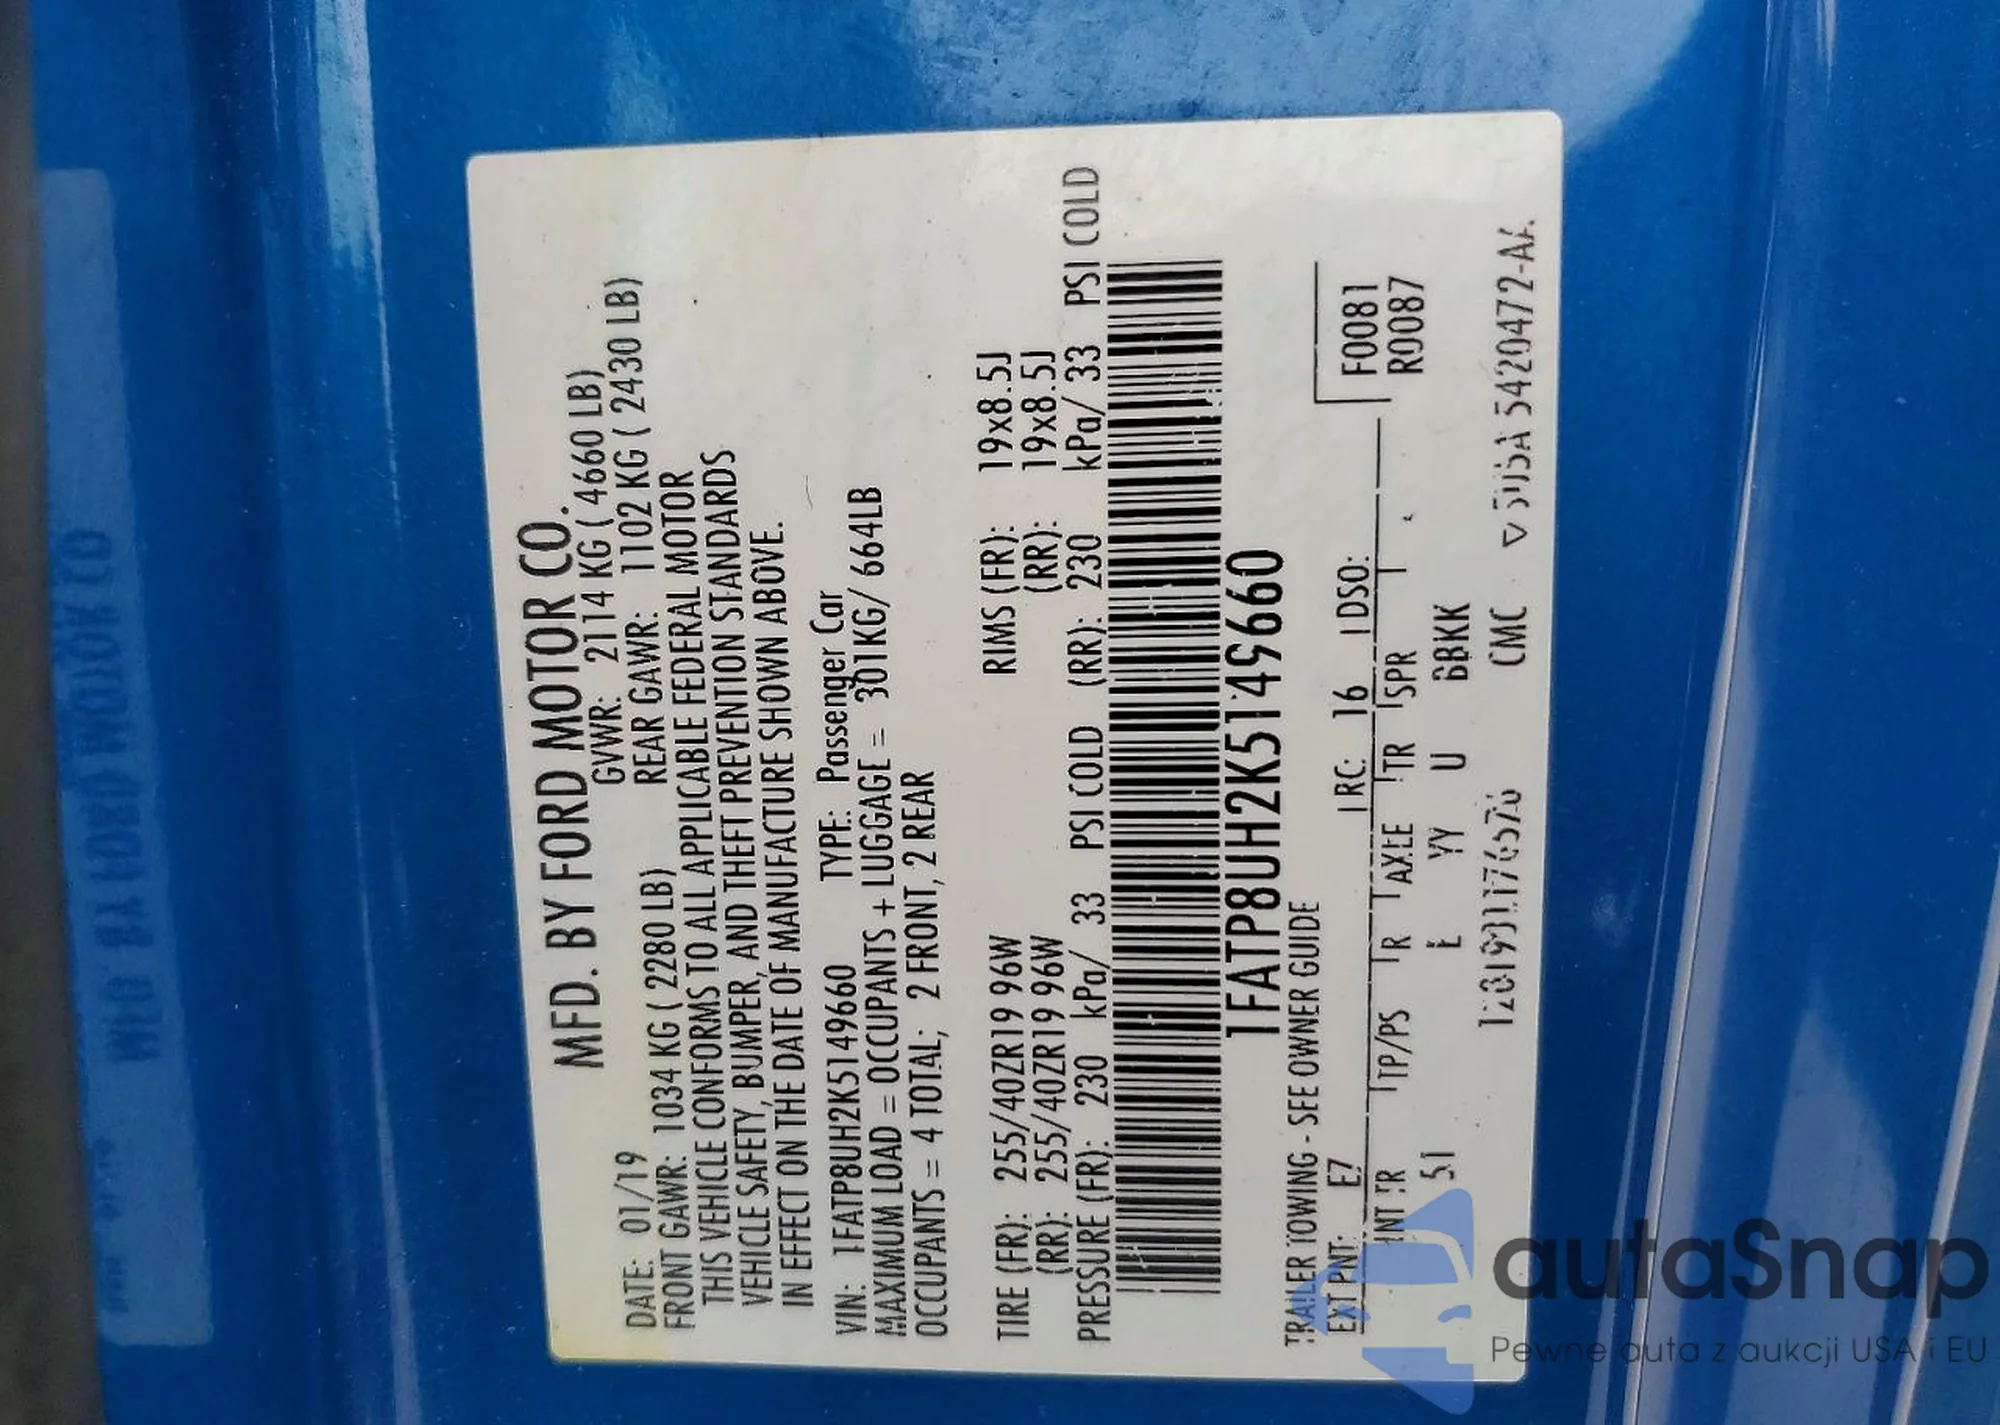 MFD. BY FORD MOTOR CO.
DATE: 01/19 GVWR: 2114 KG ( 4660 LB)
FRONT GAWR: 1034 KG ( 2280 LB) REAR GAWR: 1102 KG ( 2430 LB)
THIS VEHICLE CONFORMS TO ALL APPLICABLE FEDERAL MOTOR
VEHICLE SAFETY, BUMPER, AND THEFT PREVENTION STANDARDS
IN EFFECT ON THE DATE OF MANUFACTURE SHOWN ABOVE.
VIN: 1FATP8UH2K5149660 TYPE: Passenger Car
MAXIMUM LOAD = OCCUPANTS + LUGGAGE = 301KG/ 664LB
OCCUPANTS = 4 TOTAL; 2 FRONT, 2 REAR
TIRE (FR): 255/40ZR19 96W RIMS (FR): 19x8.5J
(RR): 255/40ZR19 96W (RR): 19x8.5J
PRESSURE (FR): 230 kPa/ 33 PSI COLD (RR): 230 kPa/ 33 PSI COLD
1FATP8UH2K5149660
TRAILER TOWING - SEE OWNER GUIDE
EXT PNT: E7 RC: 16 DSO: F0081
INT TR TP/PS R AXLE TR SPR R0087
51 YY U
CMC
autaSnap
Pewne auta z aukcji USA i EU